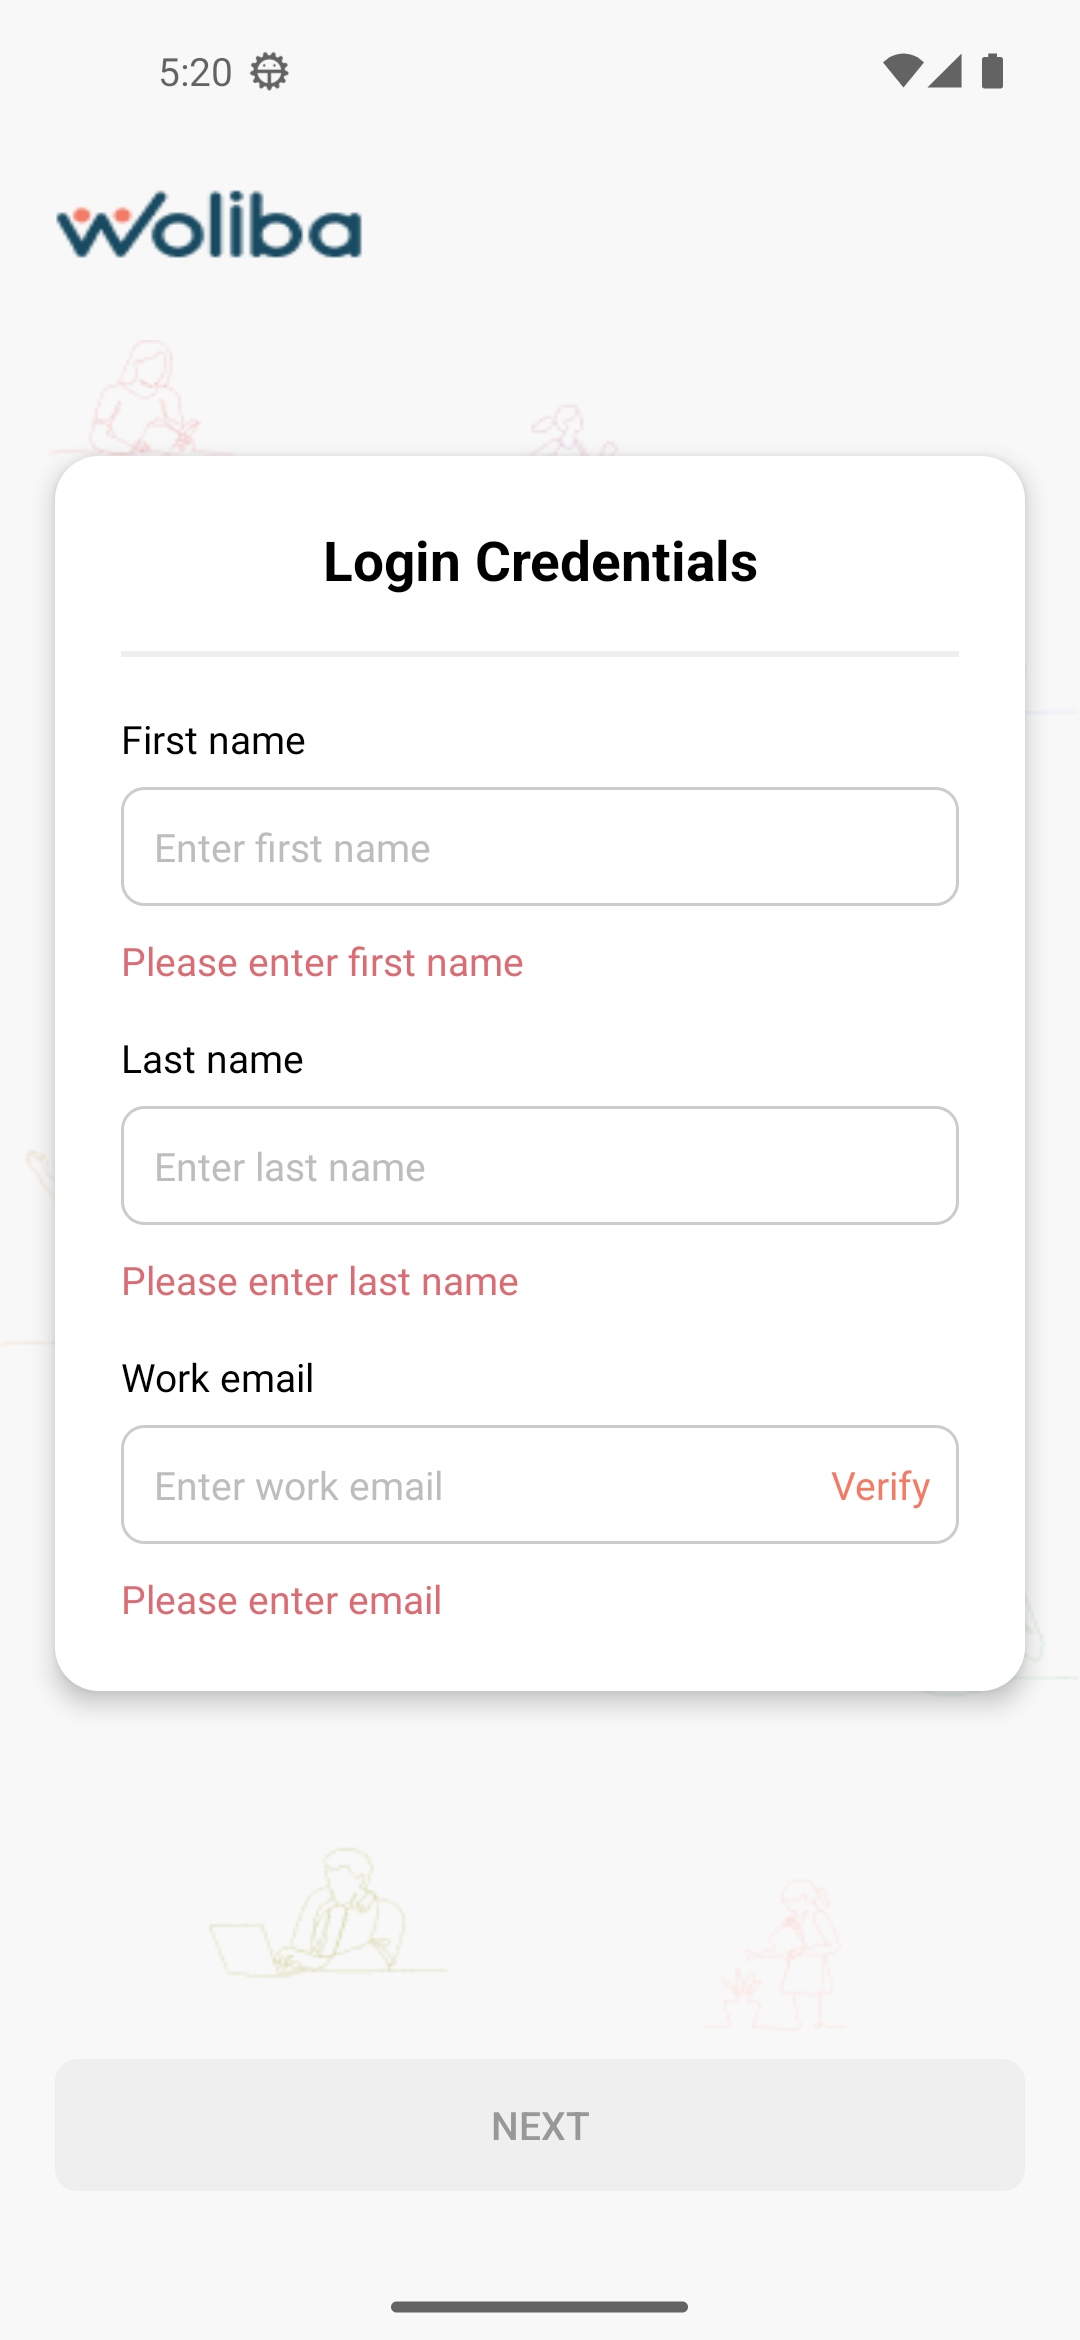 5:20
woliba
Login Credentials
First name
Enter first name
Please enter first name
Last name
Enter last name
Please enter last name
Work email
Enter work email
Verify
Please enter email
NEXT